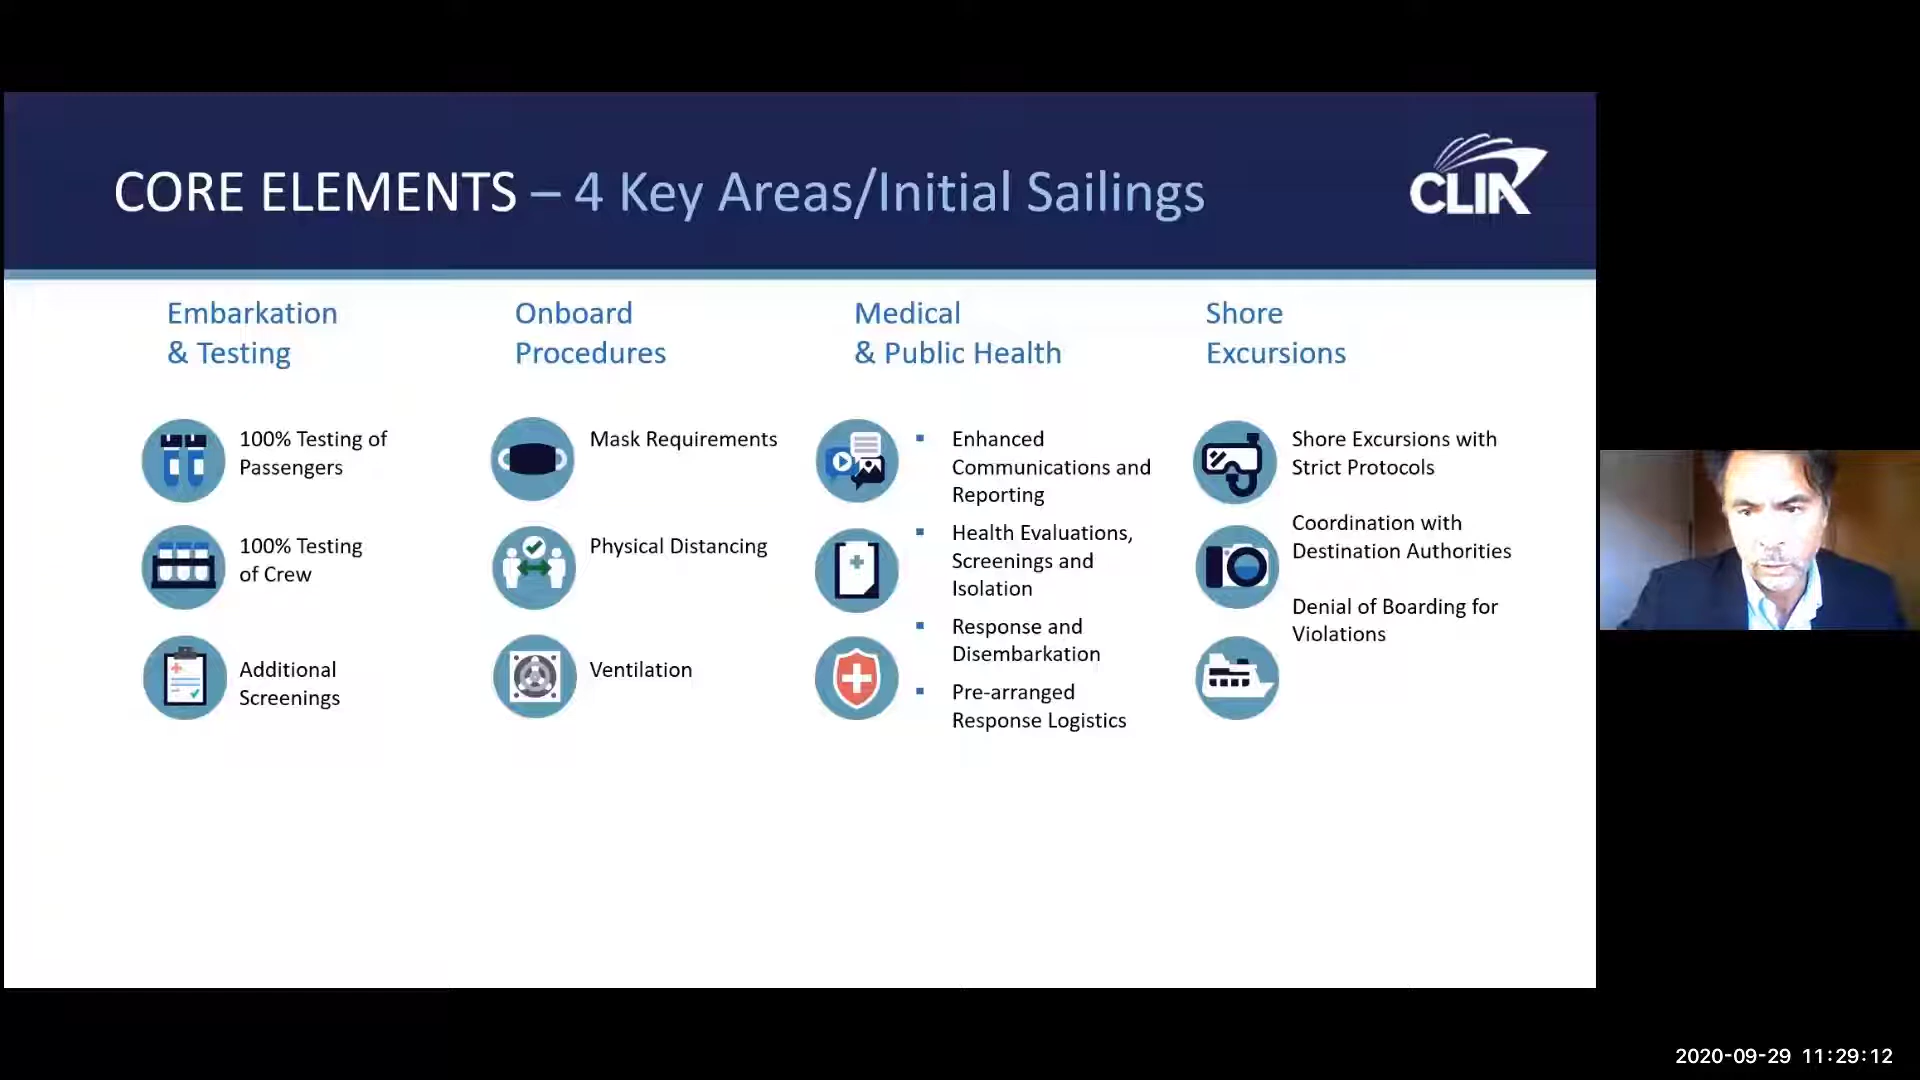 CORE ELEMENTS – 4 Key Areas/Initial Sailings
CLIA
Embarkation
& Testing
100% Testing of
Passengers
100% Testing
of Crew
Additional
Screenings
Onboard
Procedures
Mask Requirements
Physical Distancing
Ventilation
Medical
& Public Health
Enhanced
Communications and
Reporting
Health Evaluations,
Screenings and
Isolation
Response and
Disembarkation
Pre-arranged
Response Logistics
Shore
Excursions
Shore Excursions with
Strict Protocols
Coordination with
Destination Authorities
Denial of Boarding for
Violations
2020-09-29 11:29:12